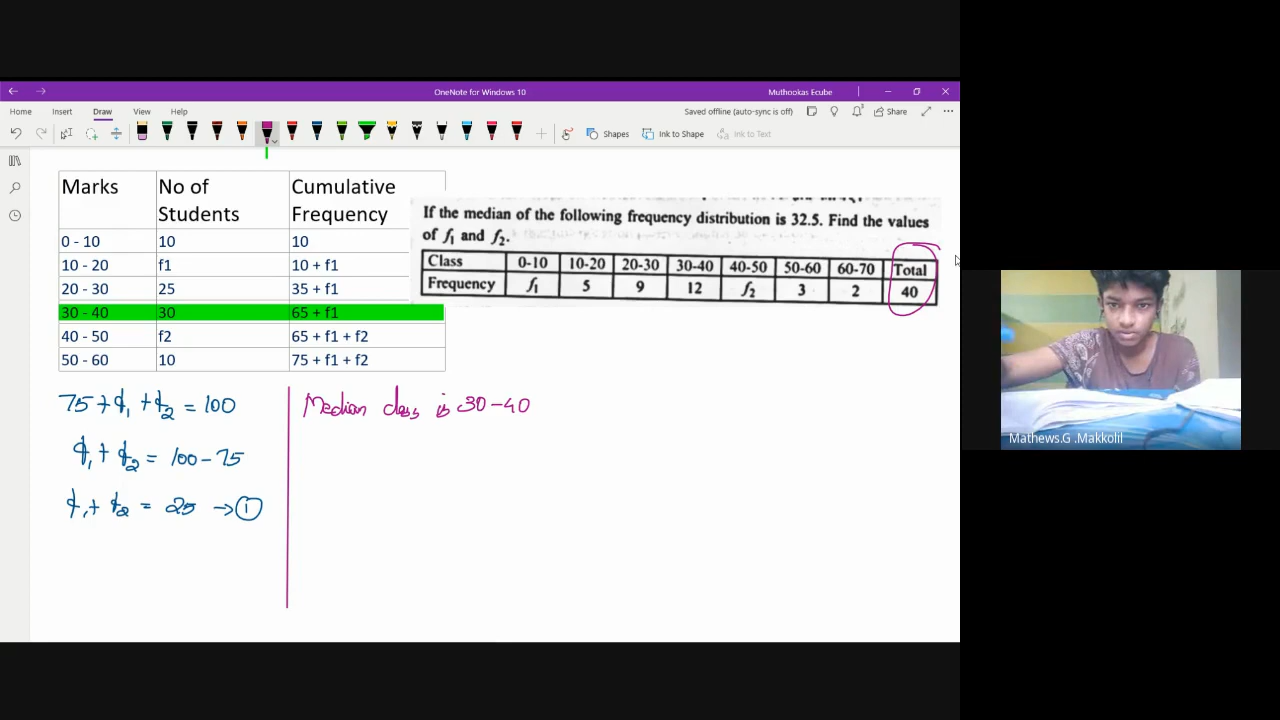 OneNote for Windows 10
Muthookas Ecube
Home Insert Draw View Help
Saved offline (auto-sync is off)
Share
Shapes
Ink to Shape
Ink to Text
Marks No of Students Cumulative Frequency
0 - 10 10 10
10 - 20 f1 10 + f1
20 - 30 25 35 + f1
30 - 40 30 65 + f1
40 - 50 f2 65 + f1 + f2
50 - 60 10 75 + f1 + f2
If the median of the following frequency distribution is 32.5. Find the values
of f₁ and f₂.
Class 0-10 10-20 20-30 30-40 40-50 50-60 60-70 Total
Frequency f₁ 5 9 12 f₂ 3 2 40
75 + f₁ + f₂ = 100
f₁ + f₂ = 100 - 75
f₁ + f₂ = 25 → ①
Median class is 30-40
Mathews.G .Makkolil